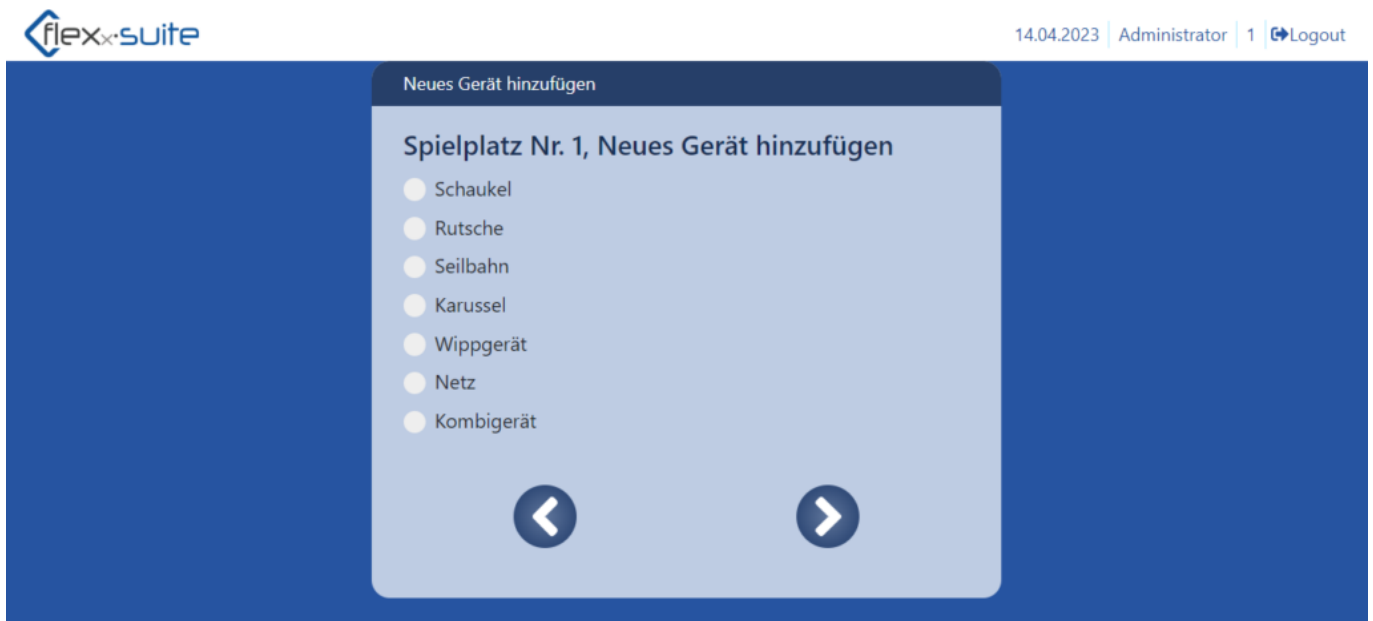 flexx·suite
14.04.2023 Administrator 1 Logout
Neues Gerät hinzufügen
Spielplatz Nr. 1, Neues Gerät hinzufügen
Schaukel
Rutsche
Seilbahn
Karussel
Wippgerät
Netz
Kombigerät